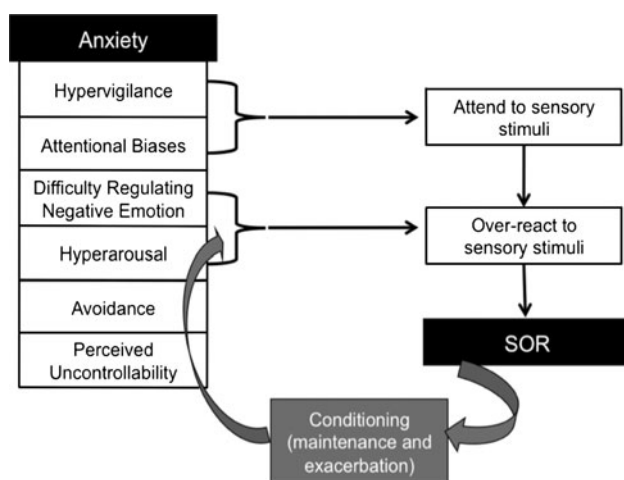 Anxiety
Hypervigilance
Attentional Biases
Difficulty Regulating
Negative Emotion
Hyperarousal
Avoidance
Perceived
Uncontrollability
Attend to sensory
stimuli
Over-react to
sensory stimuli
SOR
Conditioning
(maintenance and
exacerbation)